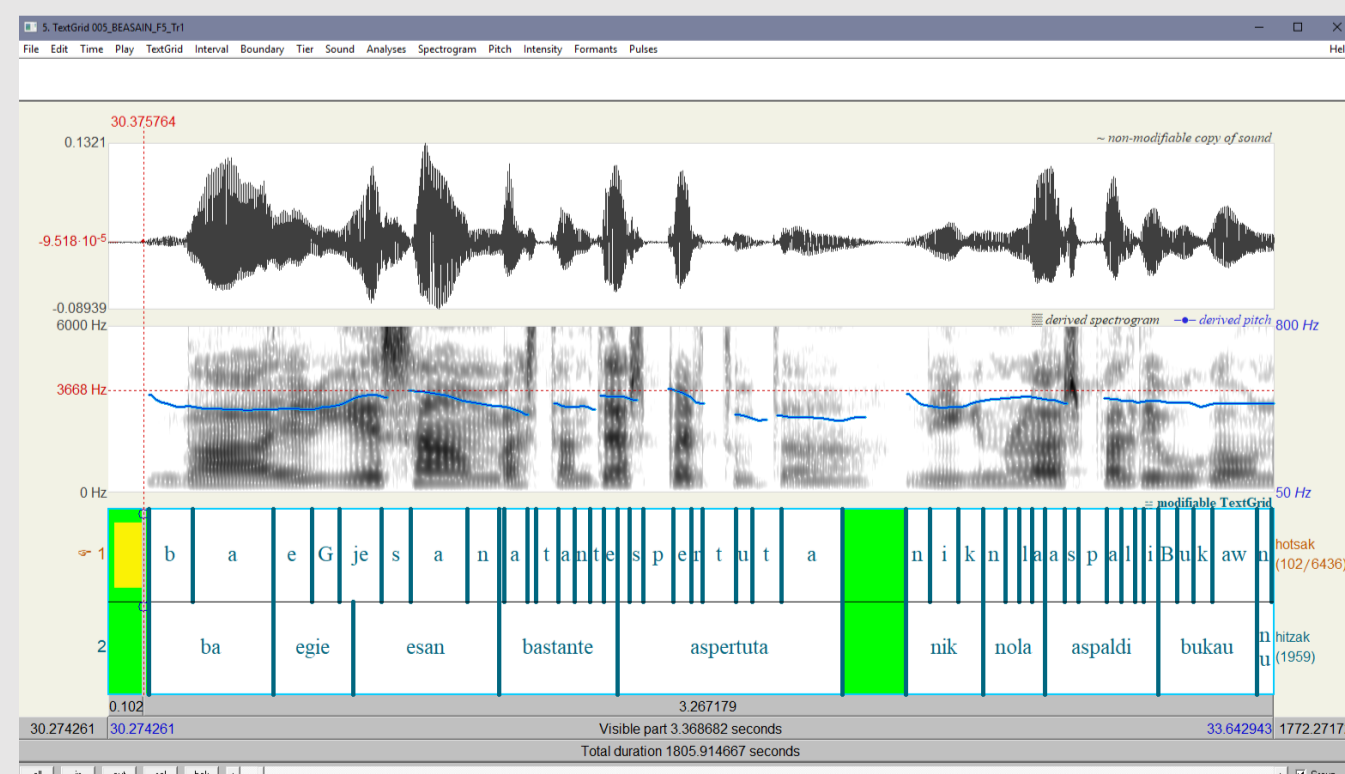 5. TextGrid 005_BEASAIN_F5_Tr1
File Edit Time Play TextGrid Interval Boundary Tier Sound Analyses Spectrogram Pitch Intensity Formants Pulses Hel
30.375764
0.1321
~ non-modifiable copy of sound
-9.518·10-5
-0.08939
6000 Hz
derived spectrogram derived pitch 800 Hz
3668 Hz
0 Hz
50 Hz
modifiable TextGrid
1 b a e G je s a n a t a n t e s p e r t u t a n i k n l a a s p a l i B u k aw n hotsak
(102/6436)
2 ba egie esan bastante aspertuta nik nola aspaldi bukau n hitzak
u (1959)
0.102 3.267179
30.274261 30.274261 Visible part 3.368682 seconds 33.642943 1772.2717
Total duration 1805.914667 seconds